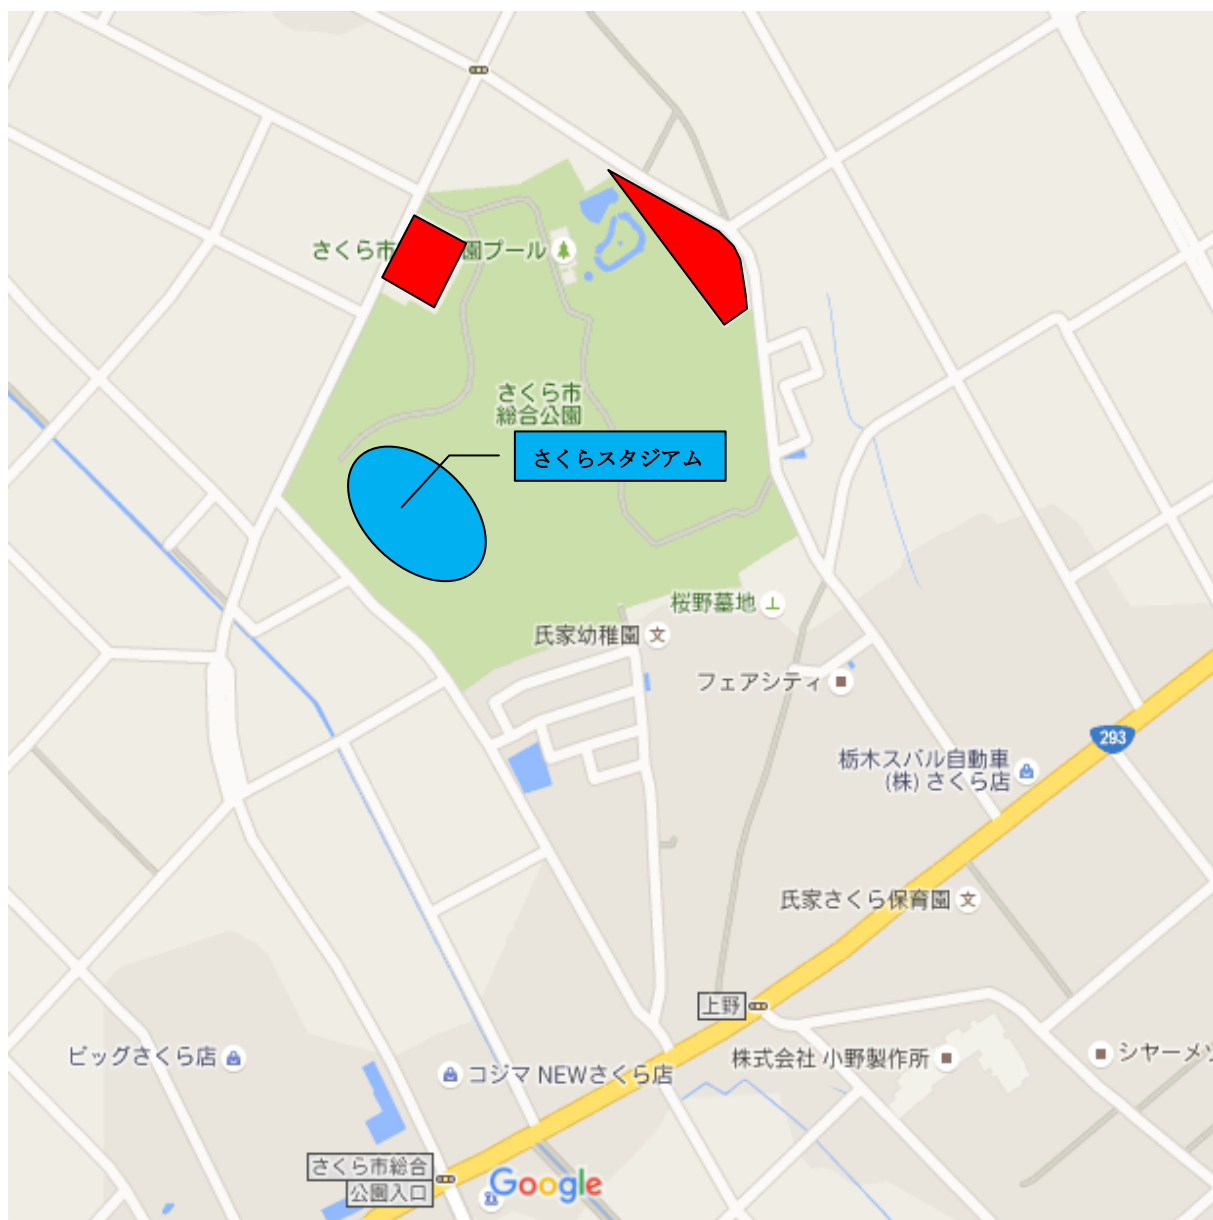 さくら市
園プール
さくら市
総合公園
さくらスタジアム
桜野墓地
氏家幼稚園
文
フェアシティ
293
栃木スバル自動車
(株) さくら店
氏家さくら保育園
文
上野
ビッグさくら店
コジマ NEWさくら店
株式会社 小野製作所
シヤーメゾ
さくら市総合
公園入口
Google